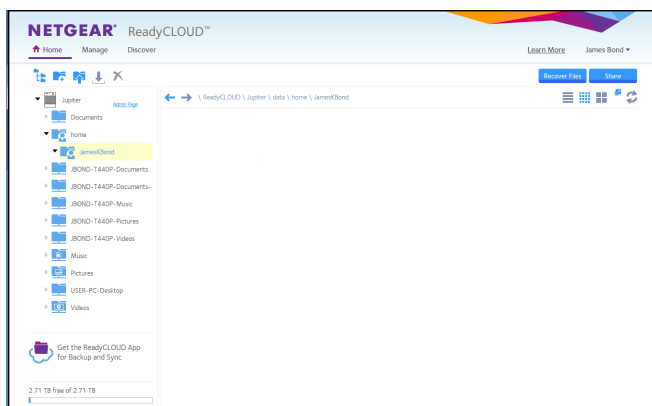 NETGEAR® ReadyCLOUD™
Home Manage Discover
Learn More James Bond
Recover Files Share
Jupiter Admin Page
\ ReadyCLOUD \ Jupiter \ data \ home \ JamesKBond
Documents
home
JamesKBond
JBOND-T440P-Documents
JBOND-T440P-Documents-
JBOND-T440P-Music
JBOND-T440P-Pictures
JBOND-T440P-Videos
Music
Pictures
USER-PC-Desktop
Videos
Get the ReadyCLOUD App
for Backup and Sync
2.71 TB free of 2.71 TB